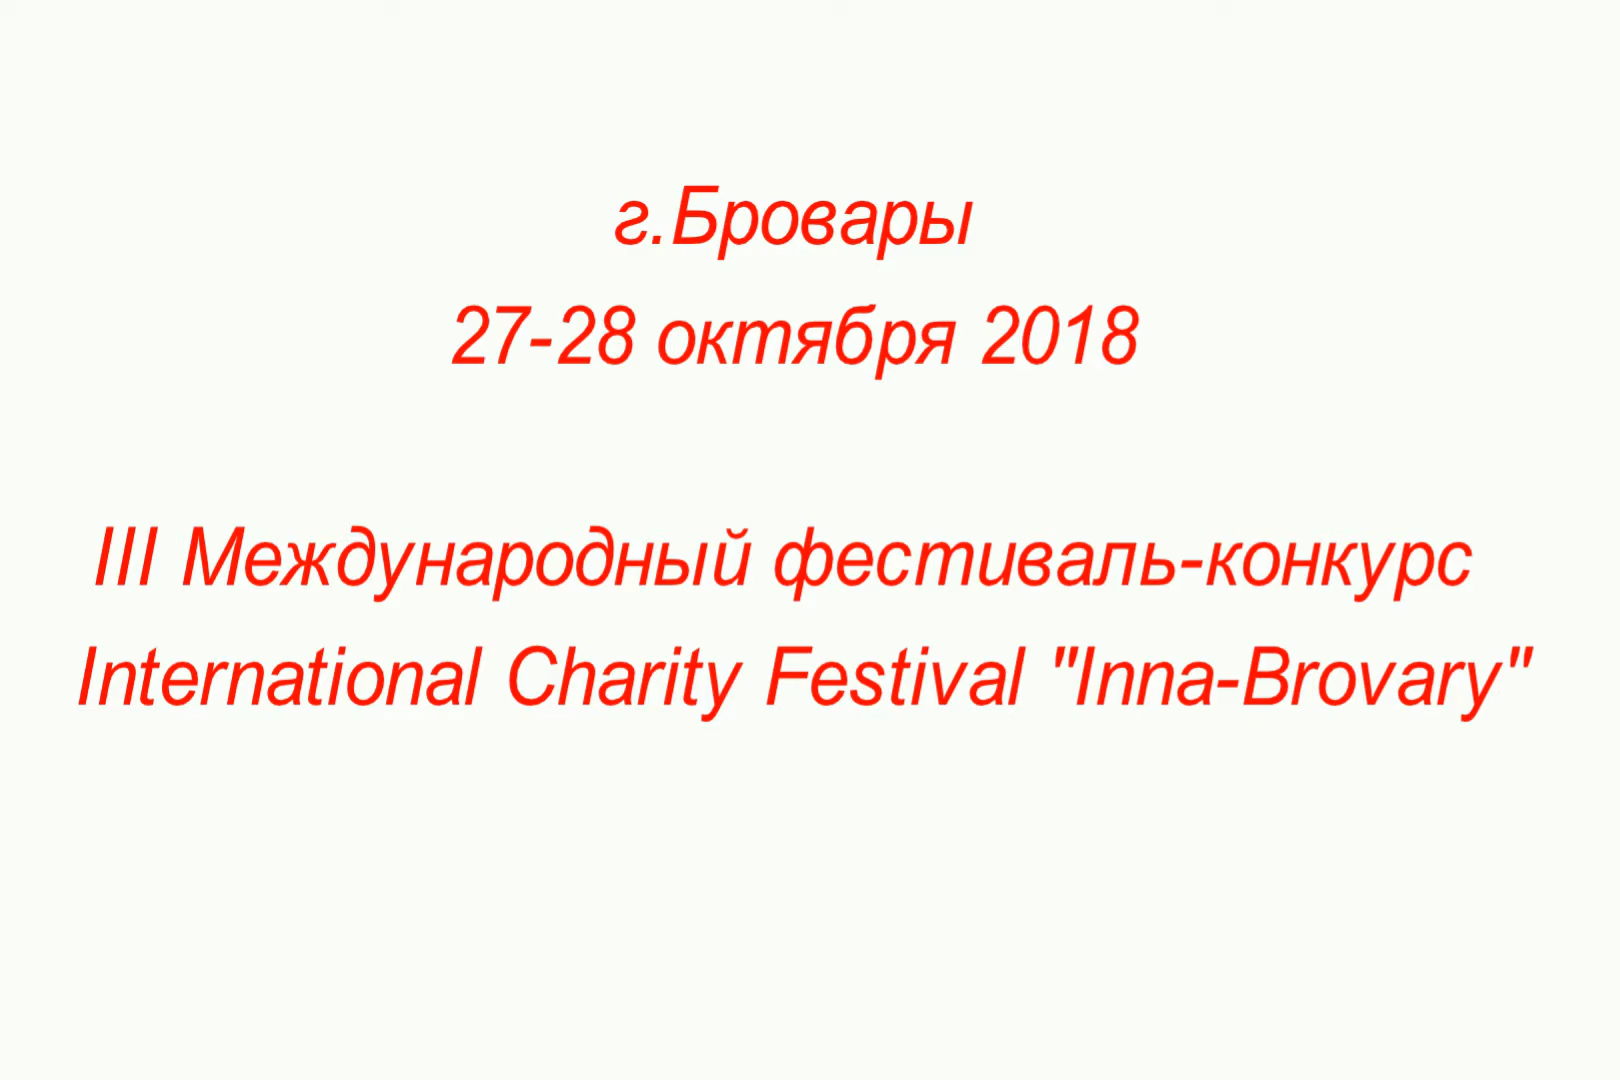 г.Бровары
27-28 октября 2018
III Международный фестиваль-конкурс
International Charity Festival "Inna-Brovary"